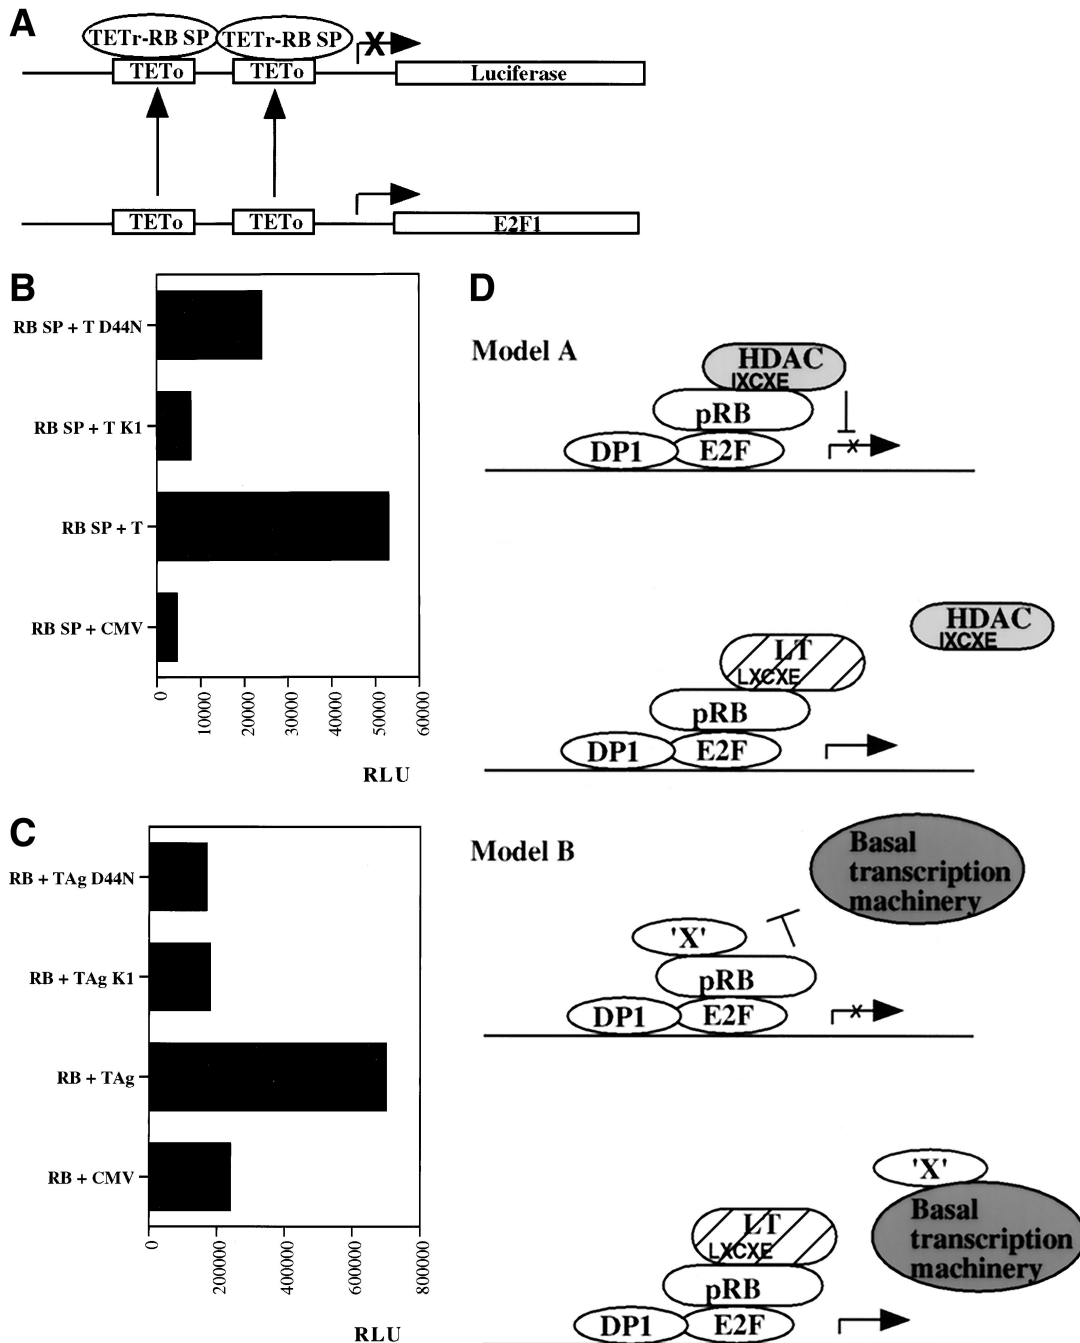 A
TETr-RB SP TETr-RB SP
X
TETo TETo Luciferase
TETo TETo E2F1
B
RB SP + T D44N
RB SP + T K1
RB SP + T
RB SP + CMV
0 10000 20000 30000 40000 50000 60000
RLU
C
RB + TAg D44N
RB + TAg K1
RB + TAg
RB + CMV
0 200000 400000 600000 800000
RLU
D
Model A
HDAC
IXCXE
pRB
DP1 E2F x
HDAC
IXCXE
LT
LXCXE
pRB
DP1 E2F
Model B
Basal
transcription
machinery
'X'
pRB
DP1 E2F x
'X'
Basal
transcription
machinery
LT
LXCXE
pRB
DP1 E2F